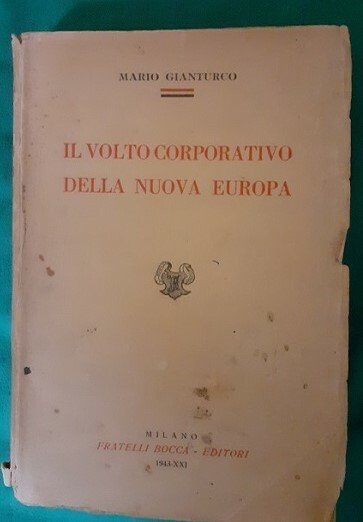 MARIO GIANTURCO
IL VOLTO CORPORATIVO
DELLA NUOVA EUROPA
MILANO
FRATELLI BOCCA - EDITORI
1943-XXI